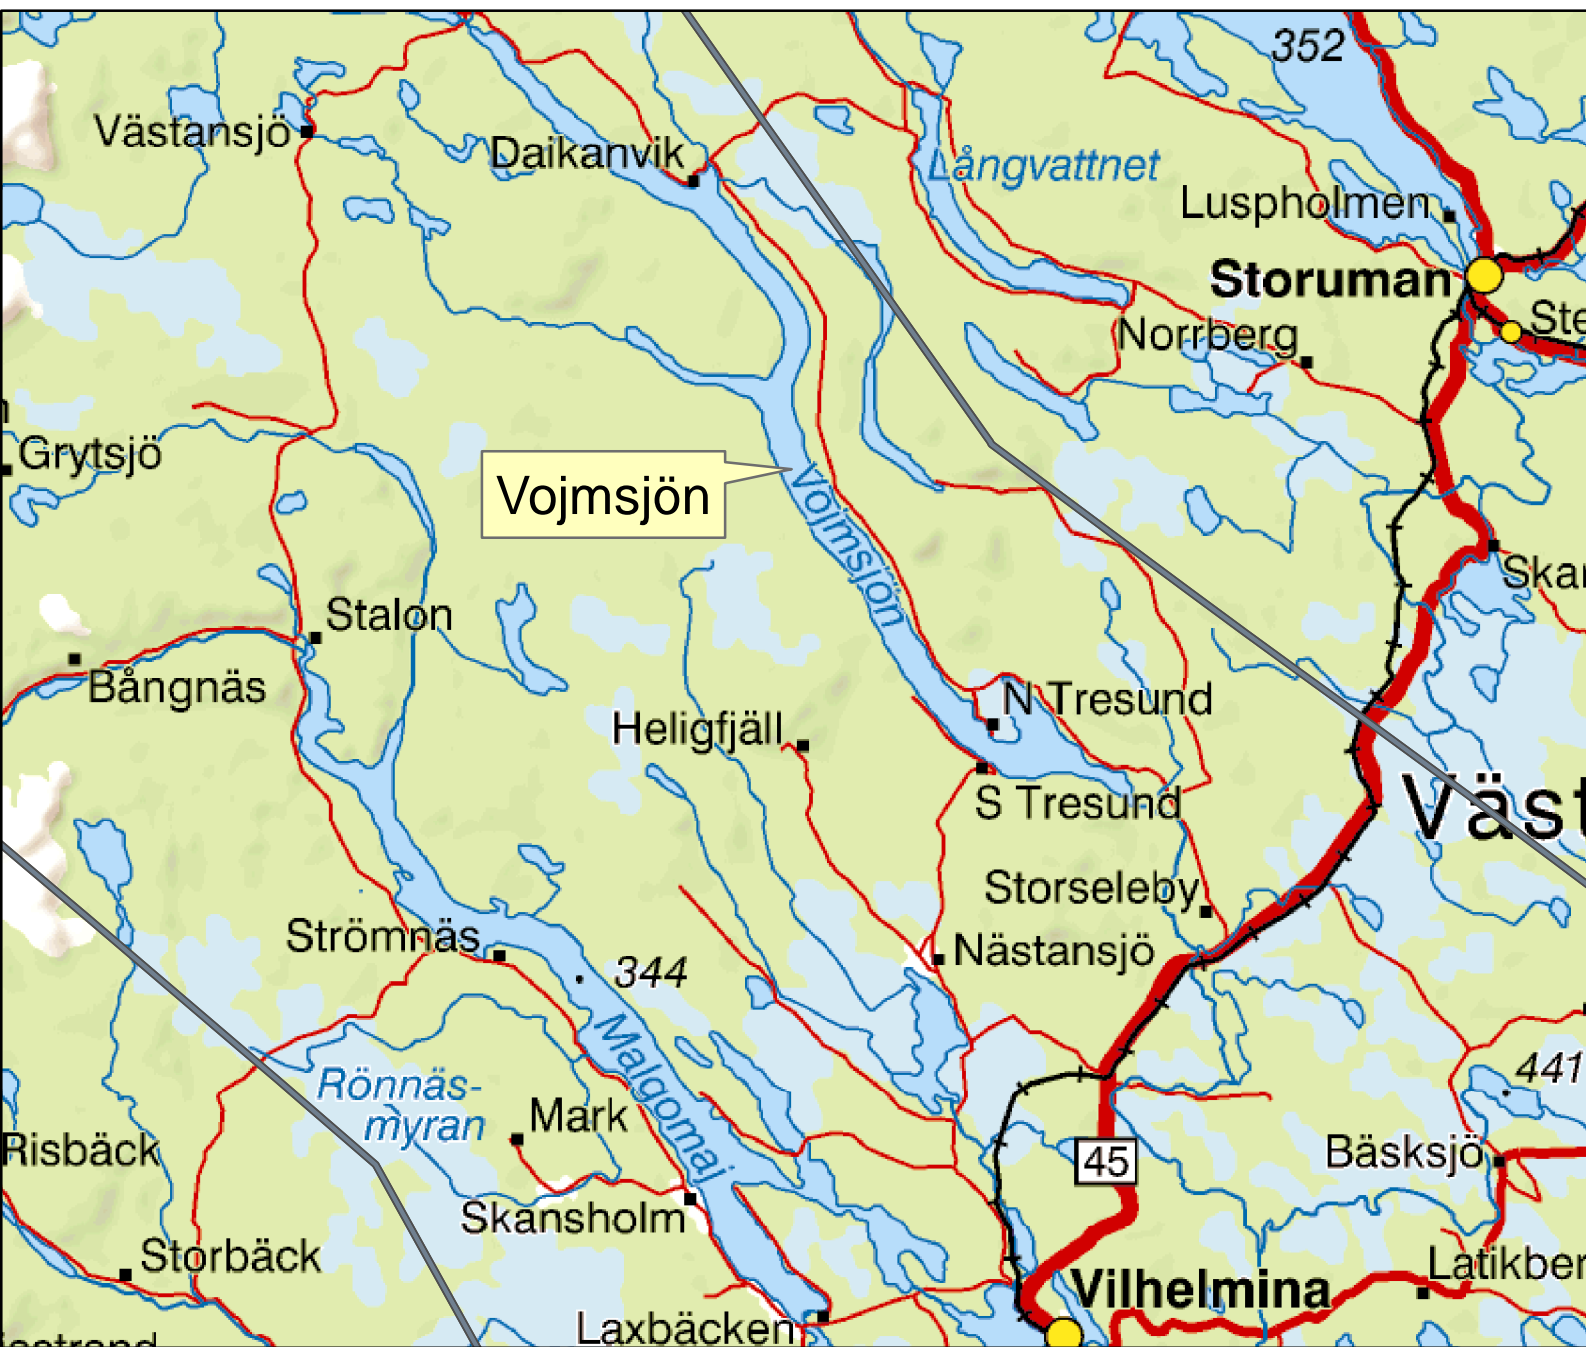 352
Västansjö
Daikanvik
Långvattnet
Luspholmen
Storuman
Ste
Norrberg
Grytsjö
Vojmsjön
Vojmsjön
Skar
Stalon
Bångnäs
N Tresund
Heligfjäll
S Tresund
Väst
Storseleby
Strömnäs
Nästansjö
344
Malgomaj
Rönnäs-
myran
Mark
441
Risbäck
45
Bäsksjö
Skansholm
Storbäck
Latikber
Vilhelmina
Laxbäcken